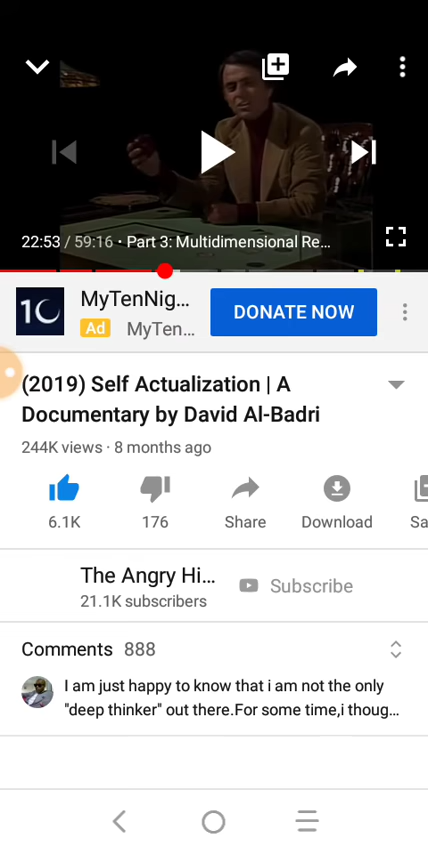 22:53 / 59:16 • Part 3: Multidimensional Re...
1C
MyTenNig...
DONATE NOW
Ad MyTen...
(2019) Self Actualization | A
Documentary by David Al-Badri
244K views · 8 months ago
6.1K
176
Share
Download
Sa
The Angry Hi...
Subscribe
21.1K subscribers
Comments 888
I am just happy to know that i am not the only
"deep thinker" out there.For some time,i thoug...